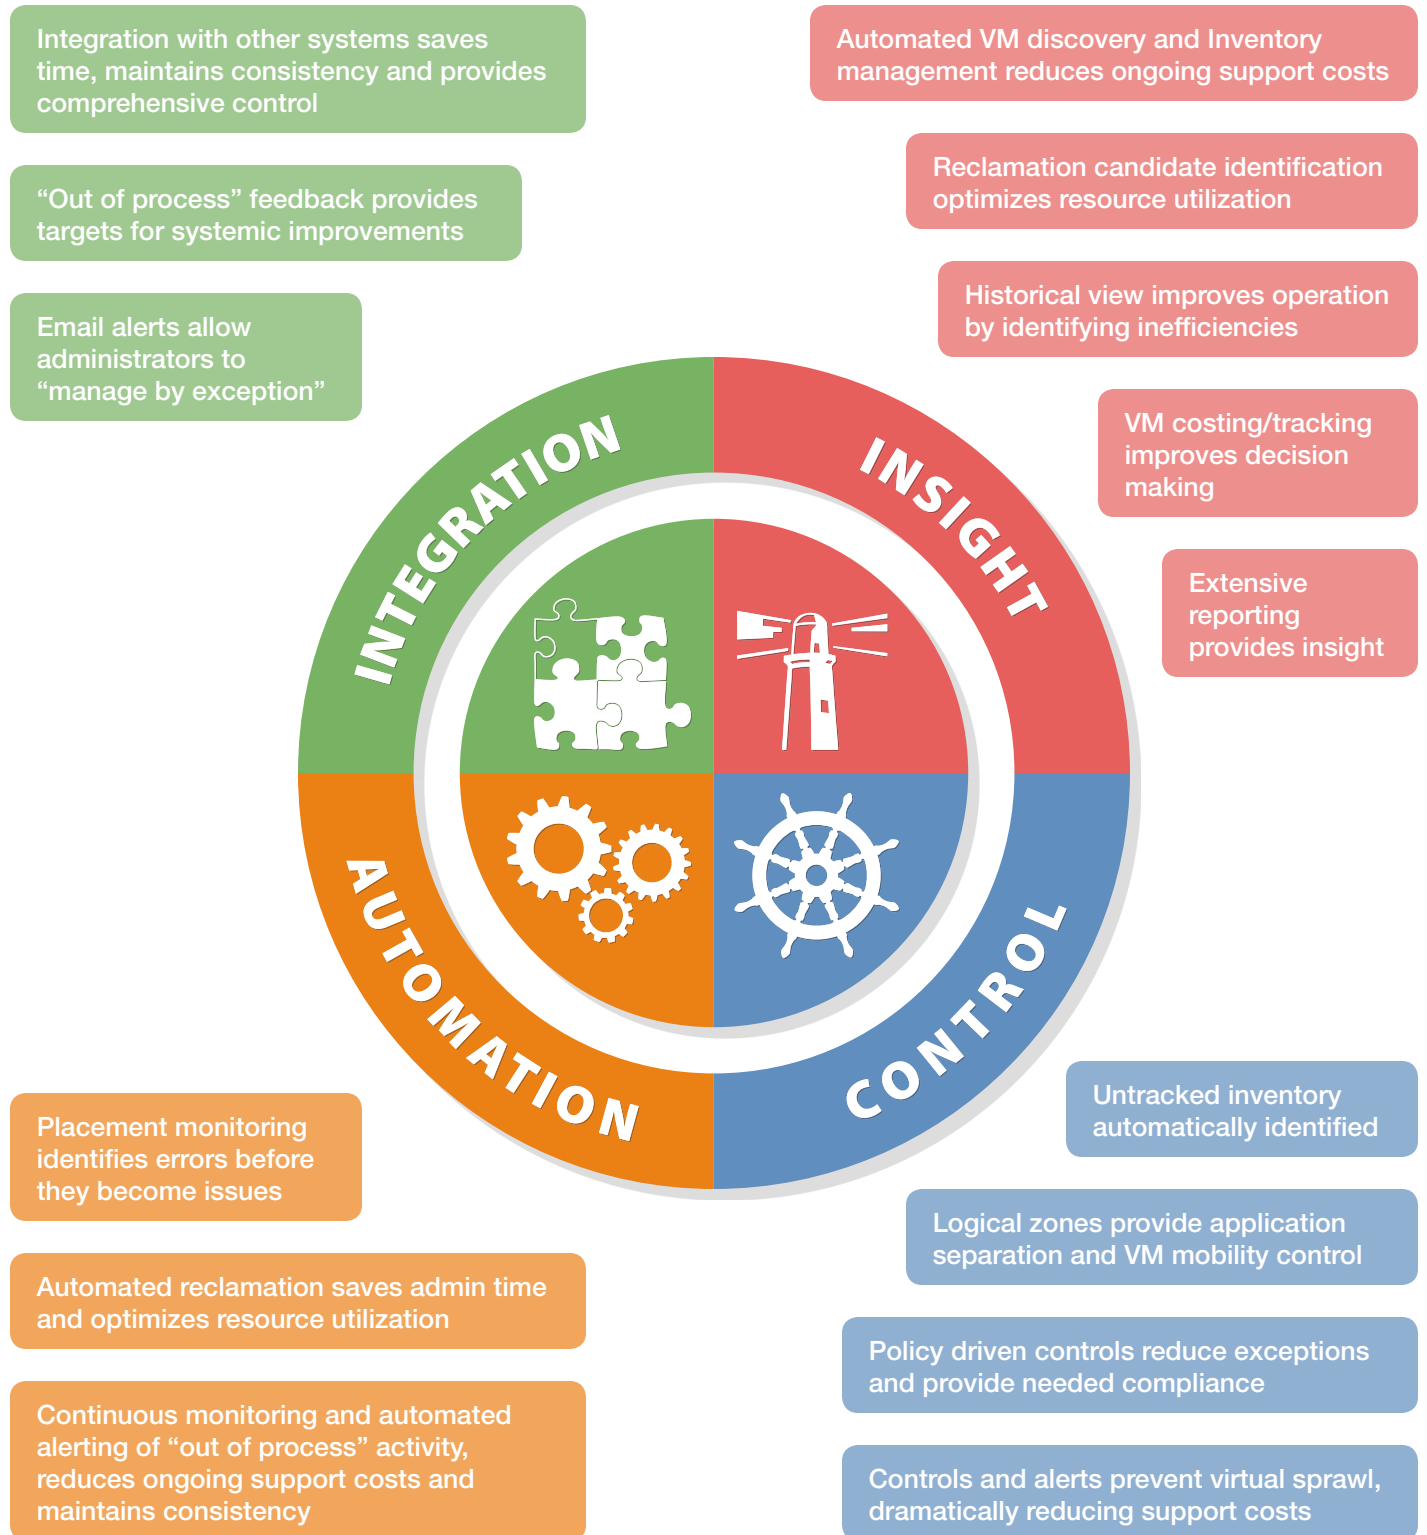 Integration with other systems saves
time, maintains consistency and provides
comprehensive control
“Out of process” feedback provides
targets for systemic improvements
Email alerts allow
administrators to
“manage by exception”
Automated VM discovery and Inventory
management reduces ongoing support costs
Reclamation candidate identification
optimizes resource utilization
Historical view improves operation
by identifying inefficiencies
VM costing/tracking
improves decision
making
Extensive
reporting
provides insight
INTEGRATION
INSIGHT
AUTOMATION
CONTROL
Placement monitoring
identifies errors before
they become issues
Automated reclamation saves admin time
and optimizes resource utilization
Continuous monitoring and automated
alerting of “out of process” activity,
reduces ongoing support costs and
maintains consistency
Untracked inventory
automatically identified
Logical zones provide application
separation and VM mobility control
Policy driven controls reduce exceptions
and provide needed compliance
Controls and alerts prevent virtual sprawl,
dramatically reducing support costs